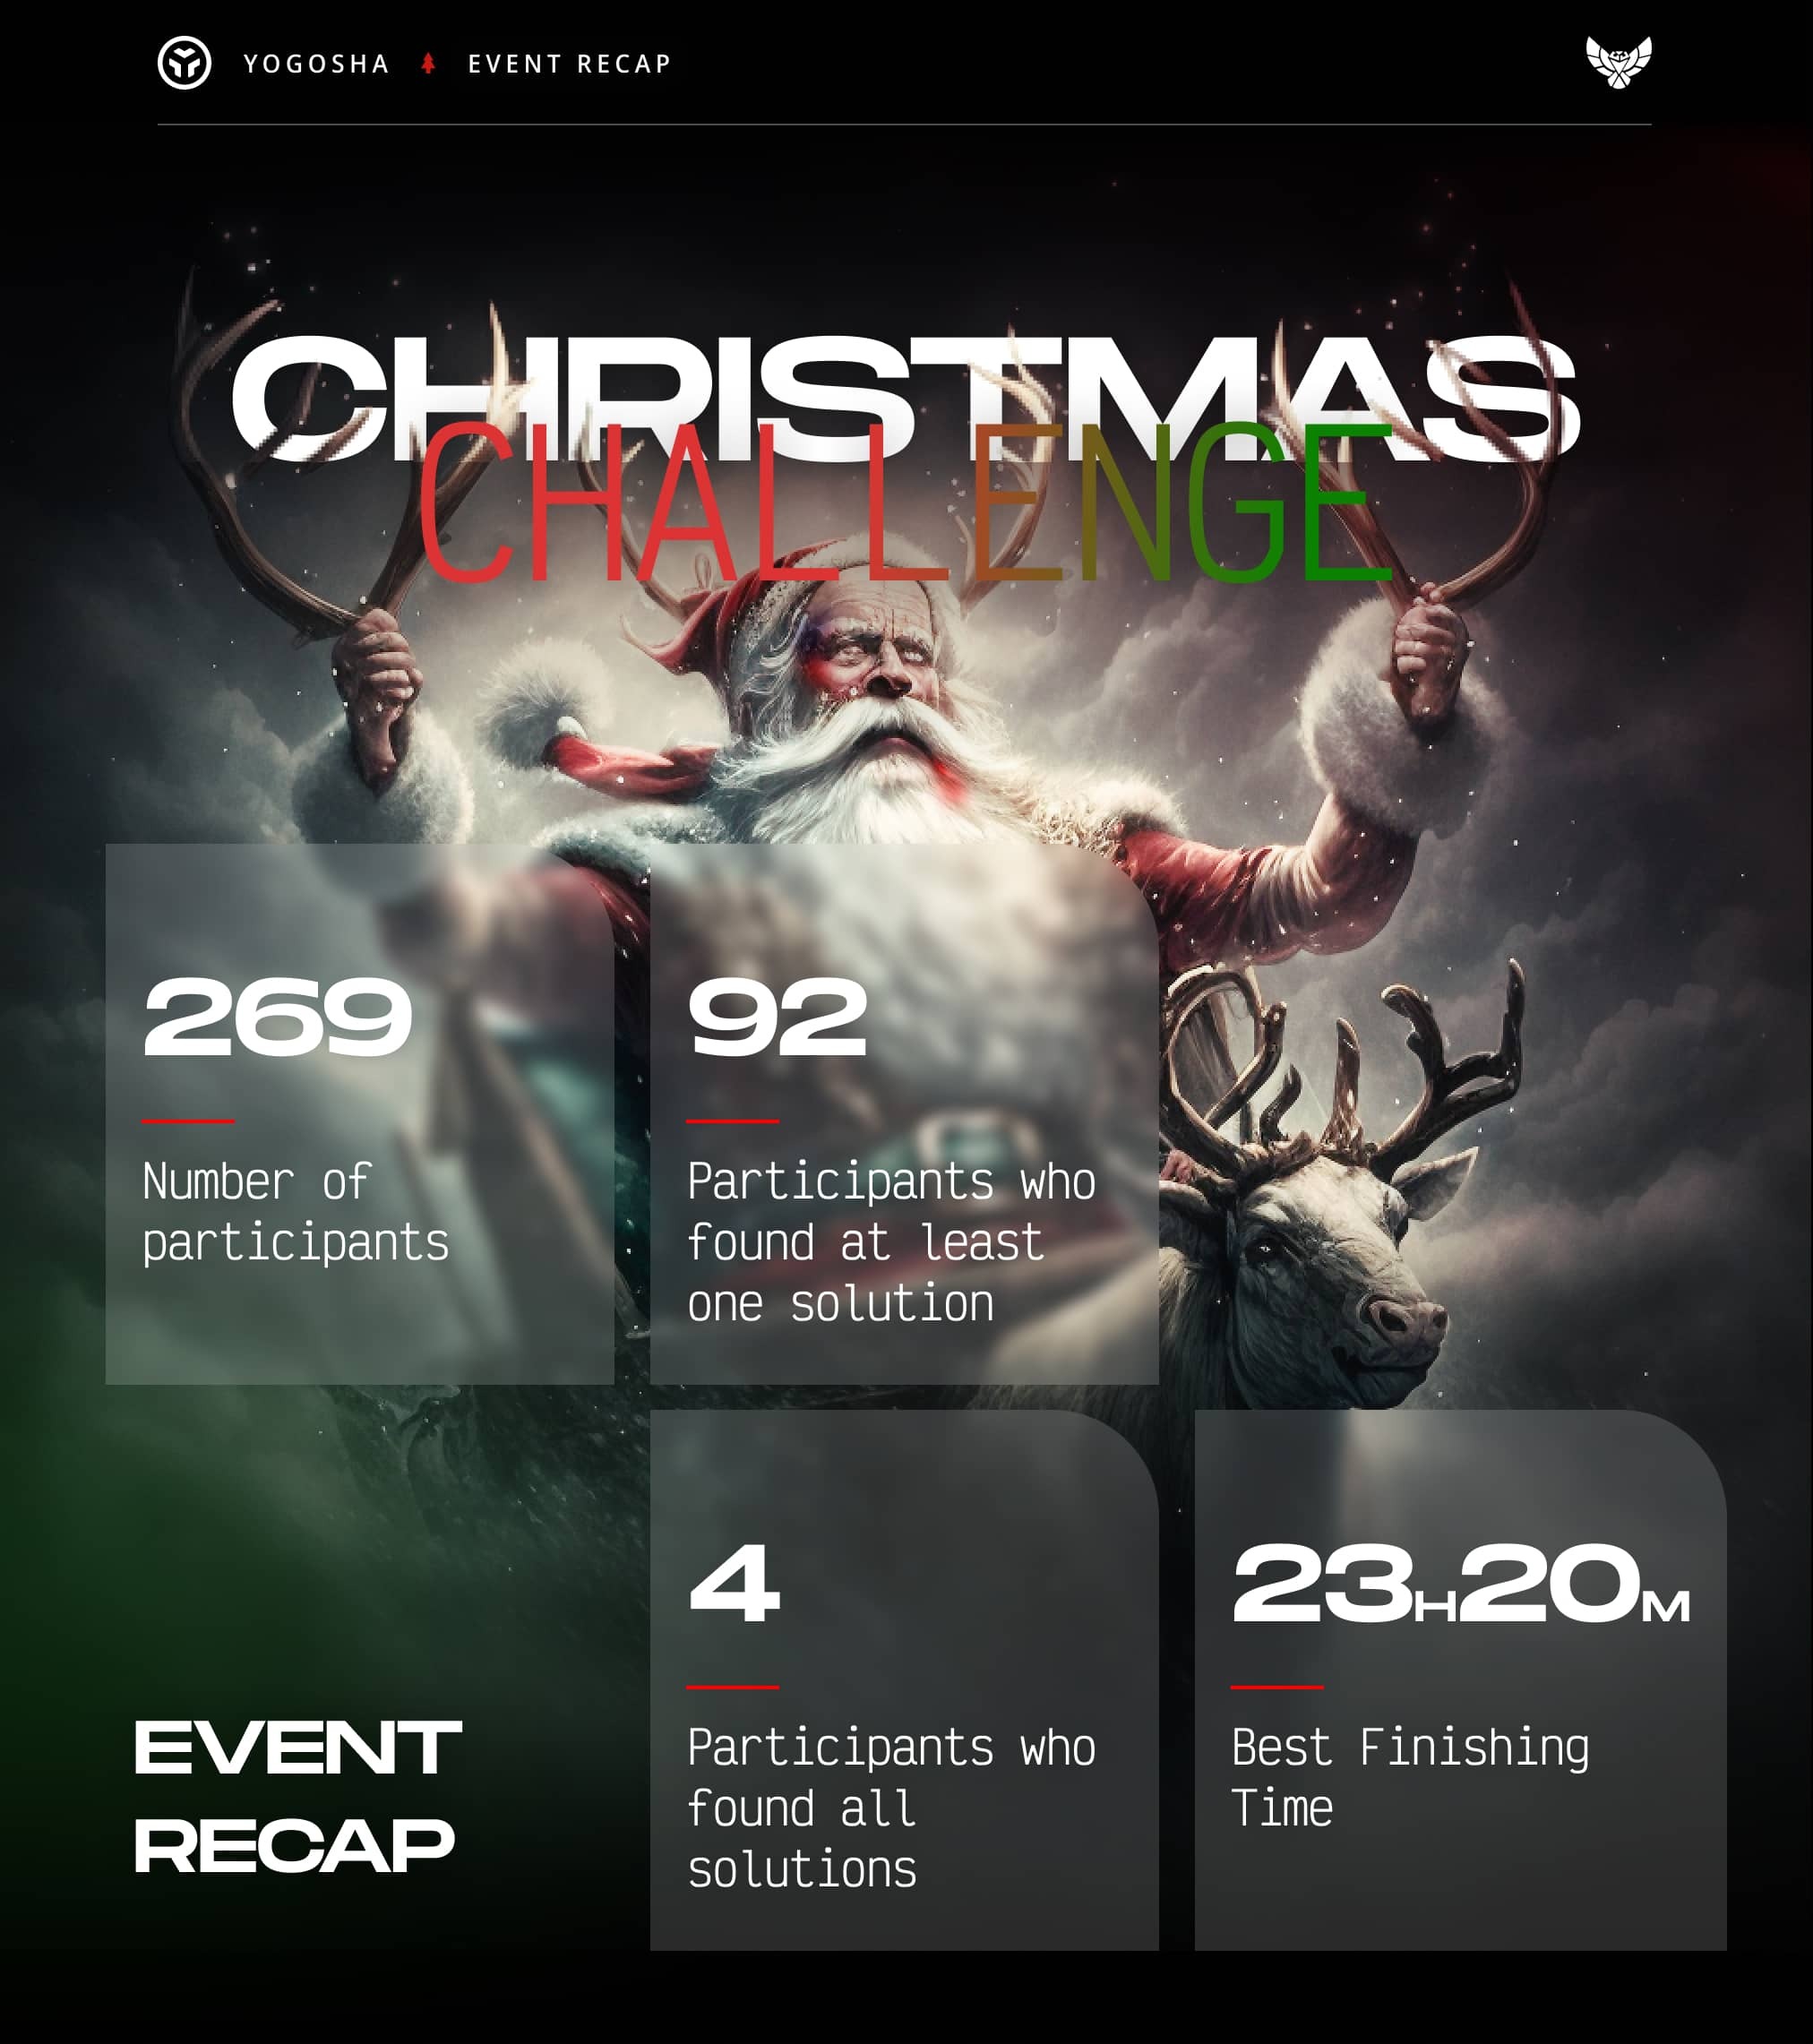 YOGOSHA EVENT RECAP
CHRISTMAS
CHALLENGE
269
Number of
participants
92
Participants who
found at least
one solution
EVENT
RECAP
4
Participants who
found all
solutions
23H20M
Best Finishing
Time